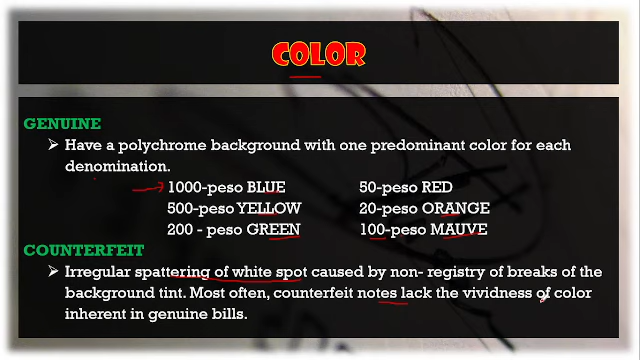 COLOR
GENUINE
➢ Have a polychrome background with one predominant color for each
denomination.
1000-peso BLUE 50-peso RED
500-peso YELLOW 20-peso ORANGE
200 - peso GREEN 100-peso MAUVE
COUNTERFEIT
➢ Irregular spattering of white spot caused by non- registry of breaks of the
background tint. Most often, counterfeit notes lack the vividness of color
inherent in genuine bills.